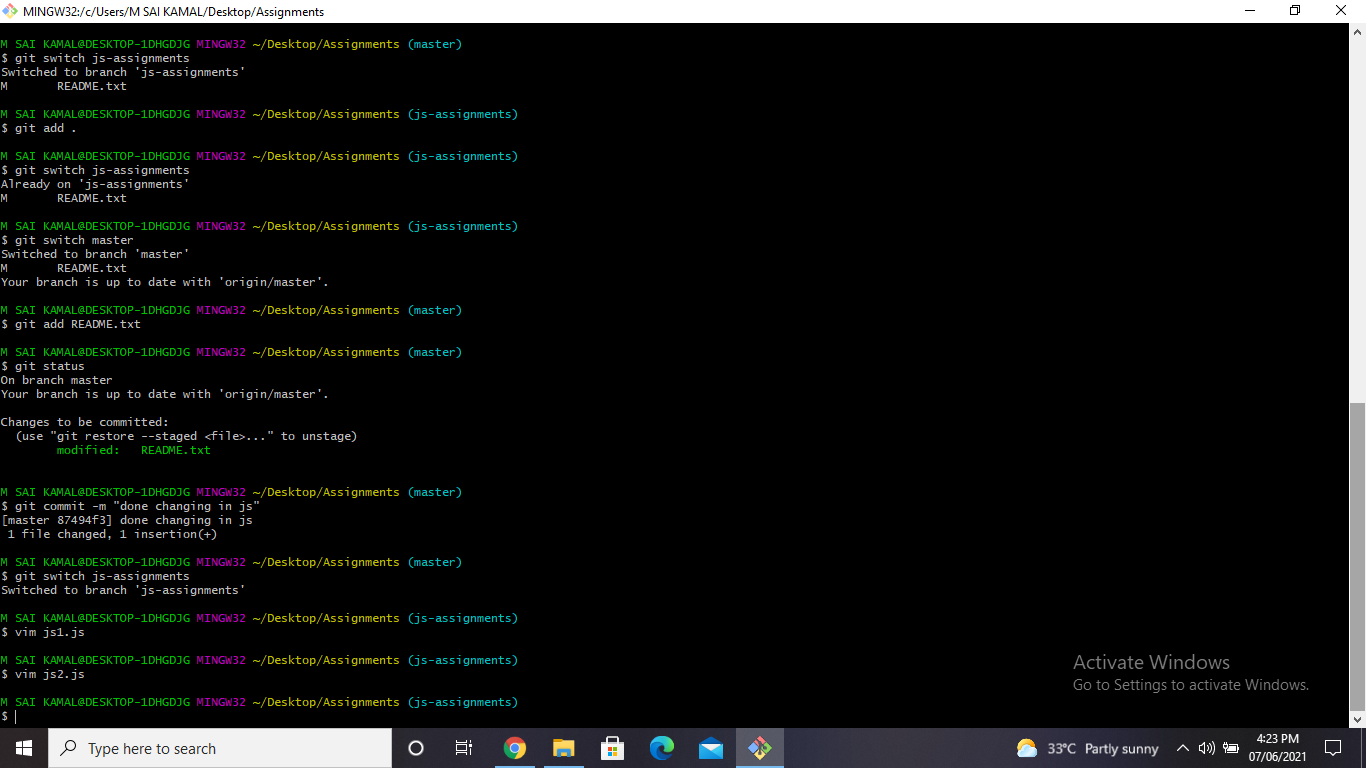 MINGW32:/c/Users/M SAI KAMAL/Desktop/Assignments
M SAI KAMAL@DESKTOP-1DHGDJG MINGW32 ~/Desktop/Assignments (master)
$ git switch js-assignments
Switched to branch 'js-assignments'
M       README.txt
M SAI KAMAL@DESKTOP-1DHGDJG MINGW32 ~/Desktop/Assignments (js-assignments)
$ git add .
M SAI KAMAL@DESKTOP-1DHGDJG MINGW32 ~/Desktop/Assignments (js-assignments)
$ git switch js-assignments
Already on 'js-assignments'
M       README.txt
M SAI KAMAL@DESKTOP-1DHGDJG MINGW32 ~/Desktop/Assignments (js-assignments)
$ git switch master
Switched to branch 'master'
M       README.txt
Your branch is up to date with 'origin/master'.
M SAI KAMAL@DESKTOP-1DHGDJG MINGW32 ~/Desktop/Assignments (master)
$ git add README.txt
M SAI KAMAL@DESKTOP-1DHGDJG MINGW32 ~/Desktop/Assignments (master)
$ git status
On branch master
Your branch is up to date with 'origin/master'.
Changes to be committed:
  (use "git restore --staged <file>..." to unstage)
        modified:   README.txt
M SAI KAMAL@DESKTOP-1DHGDJG MINGW32 ~/Desktop/Assignments (master)
$ git commit -m "done changing in js"
[master 87494f3] done changing in js
 1 file changed, 1 insertion(+)
M SAI KAMAL@DESKTOP-1DHGDJG MINGW32 ~/Desktop/Assignments (master)
$ git switch js-assignments
Switched to branch 'js-assignments'
M SAI KAMAL@DESKTOP-1DHGDJG MINGW32 ~/Desktop/Assignments (js-assignments)
$ vim js1.js
M SAI KAMAL@DESKTOP-1DHGDJG MINGW32 ~/Desktop/Assignments (js-assignments)
$ vim js2.js
M SAI KAMAL@DESKTOP-1DHGDJG MINGW32 ~/Desktop/Assignments (js-assignments)
$
Activate Windows
Go to Settings to activate Windows.
Type here to search
33°C Partly sunny
4:23 PM
07/06/2021